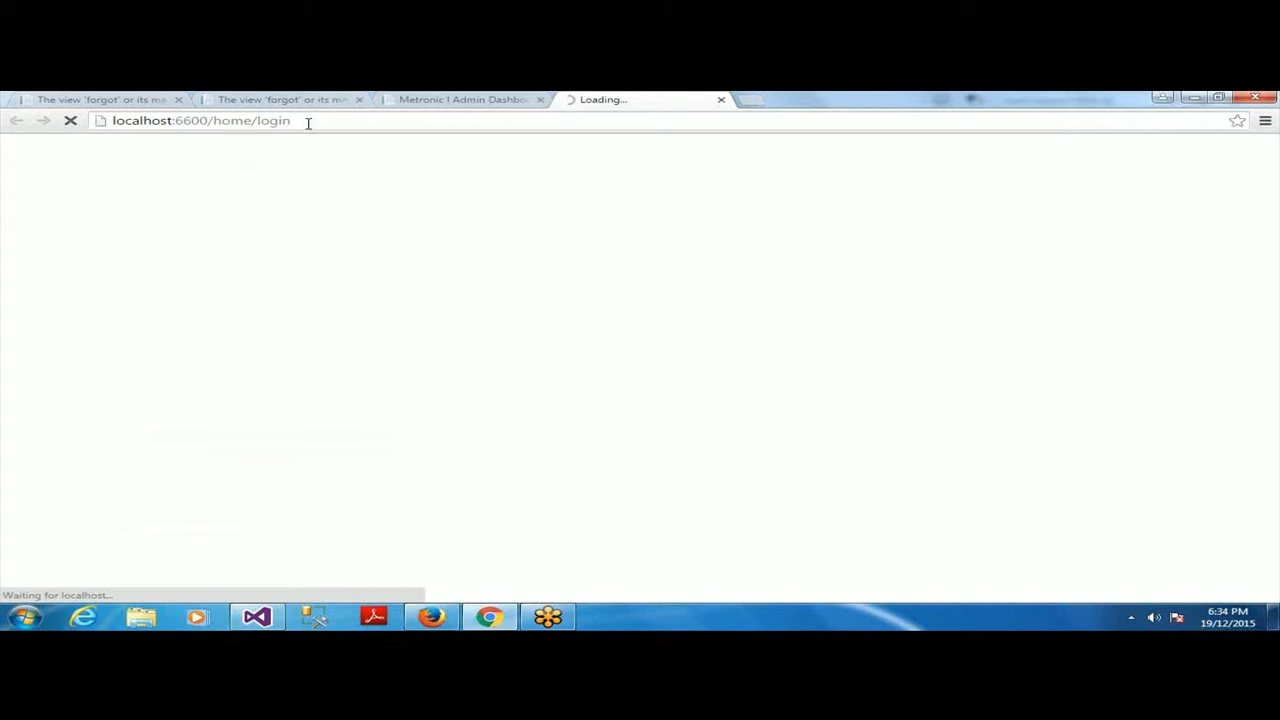 The view 'forgot' or its ma
The view 'forgot' or its ma
Metronic | Admin Dashbo
Loading...
localhost:6600/home/login
Waiting for localhost...
6:34 PM
19/12/2015